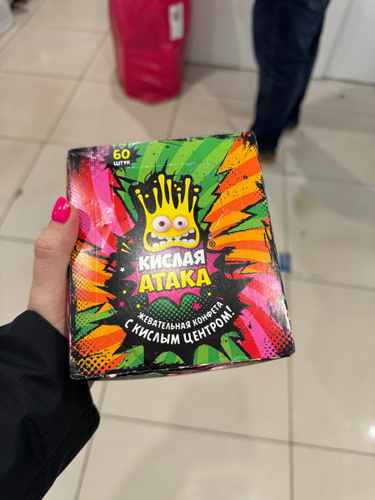 60
ШТУК
КИСЛАЯ
АТАКА
®
ЖЕВАТЕЛЬНАЯ КОНФЕТА
С КИСЛЫМ ЦЕНТРОМ!